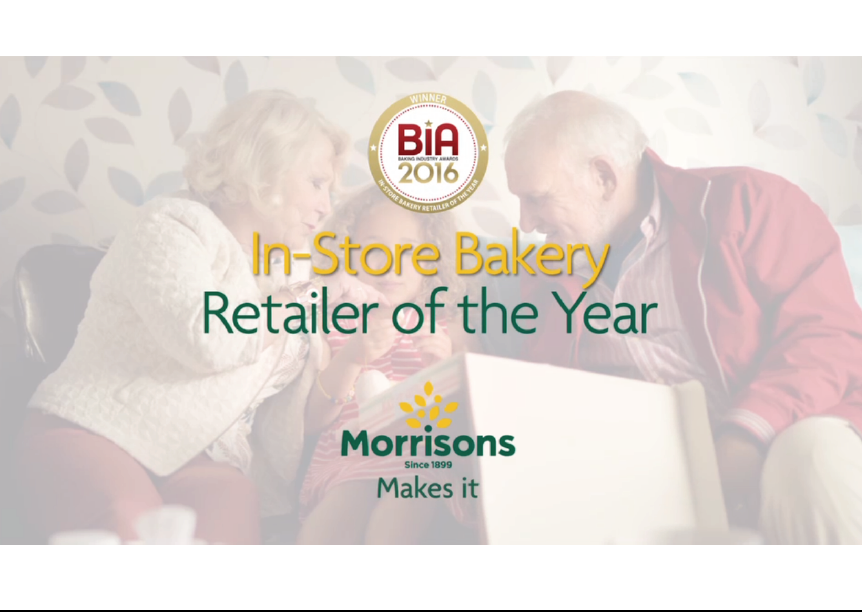 WINNER
BIA
BAKING INDUSTRY AWARDS
2016
IN-STORE BAKERY RETAILER OF THE YEAR
In-Store Bakery
Retailer of the Year
Morrisons
Since 1899
Makes it